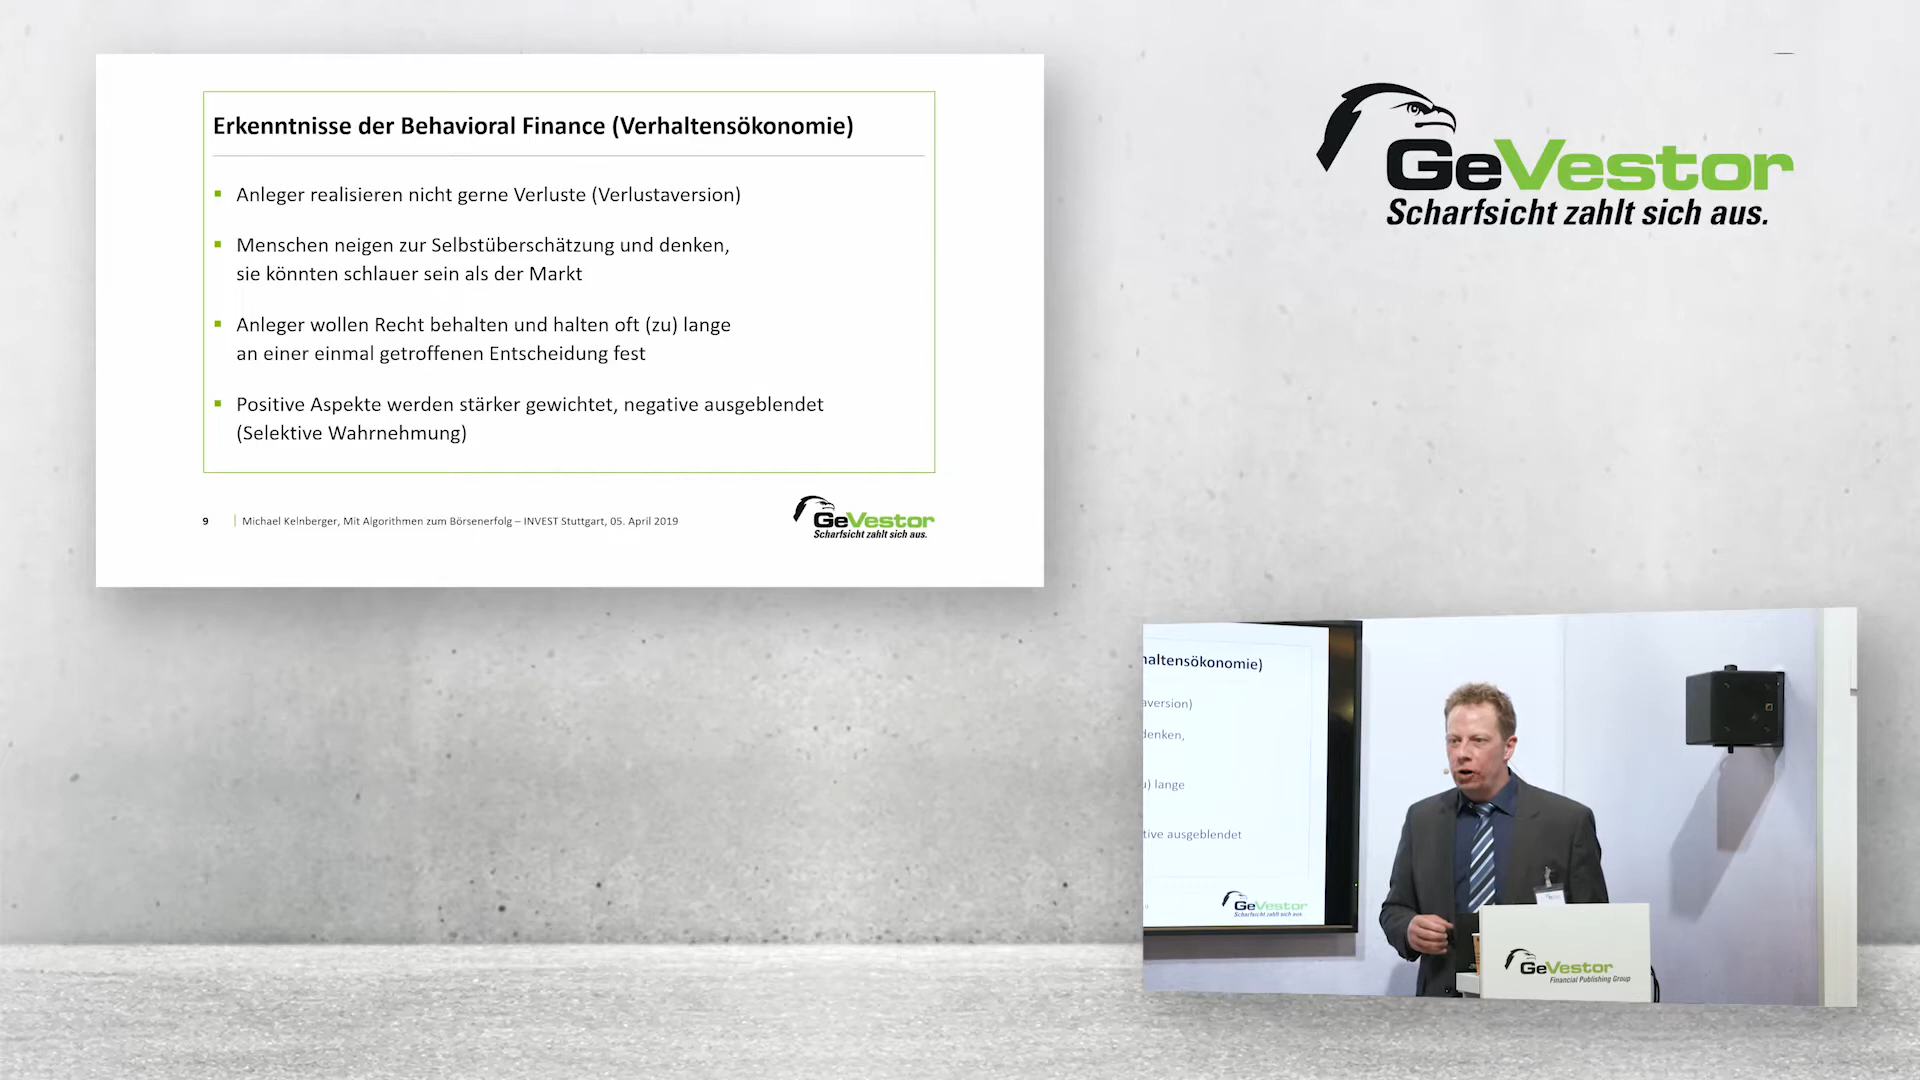 Erkenntnisse der Behavioral Finance (Verhaltensökonomie)
Anleger realisieren nicht gerne Verluste (Verlustaversion)
Menschen neigen zur Selbstüberschätzung und denken,
sie könnten schlauer sein als der Markt
Anleger wollen Recht behalten und halten oft (zu) lange
an einer einmal getroffenen Entscheidung fest
Positive Aspekte werden stärker gewichtet, negative ausgeblendet
(Selektive Wahrnehmung)
9
Michael Kelnberger, Mit Algorithmen zum Börsenerfolg – INVEST Stuttgart, 05. April 2019
GeVestor
Scharfsicht zahlt sich aus.
GeVestor
Scharfsicht zahlt sich aus.
haltensökonomie)
aversion)
denken,
u) lange
tive ausgeblendet
GeVestor
Scharfsicht zahlt sich aus.
GeVestor
Financial Publishing Group